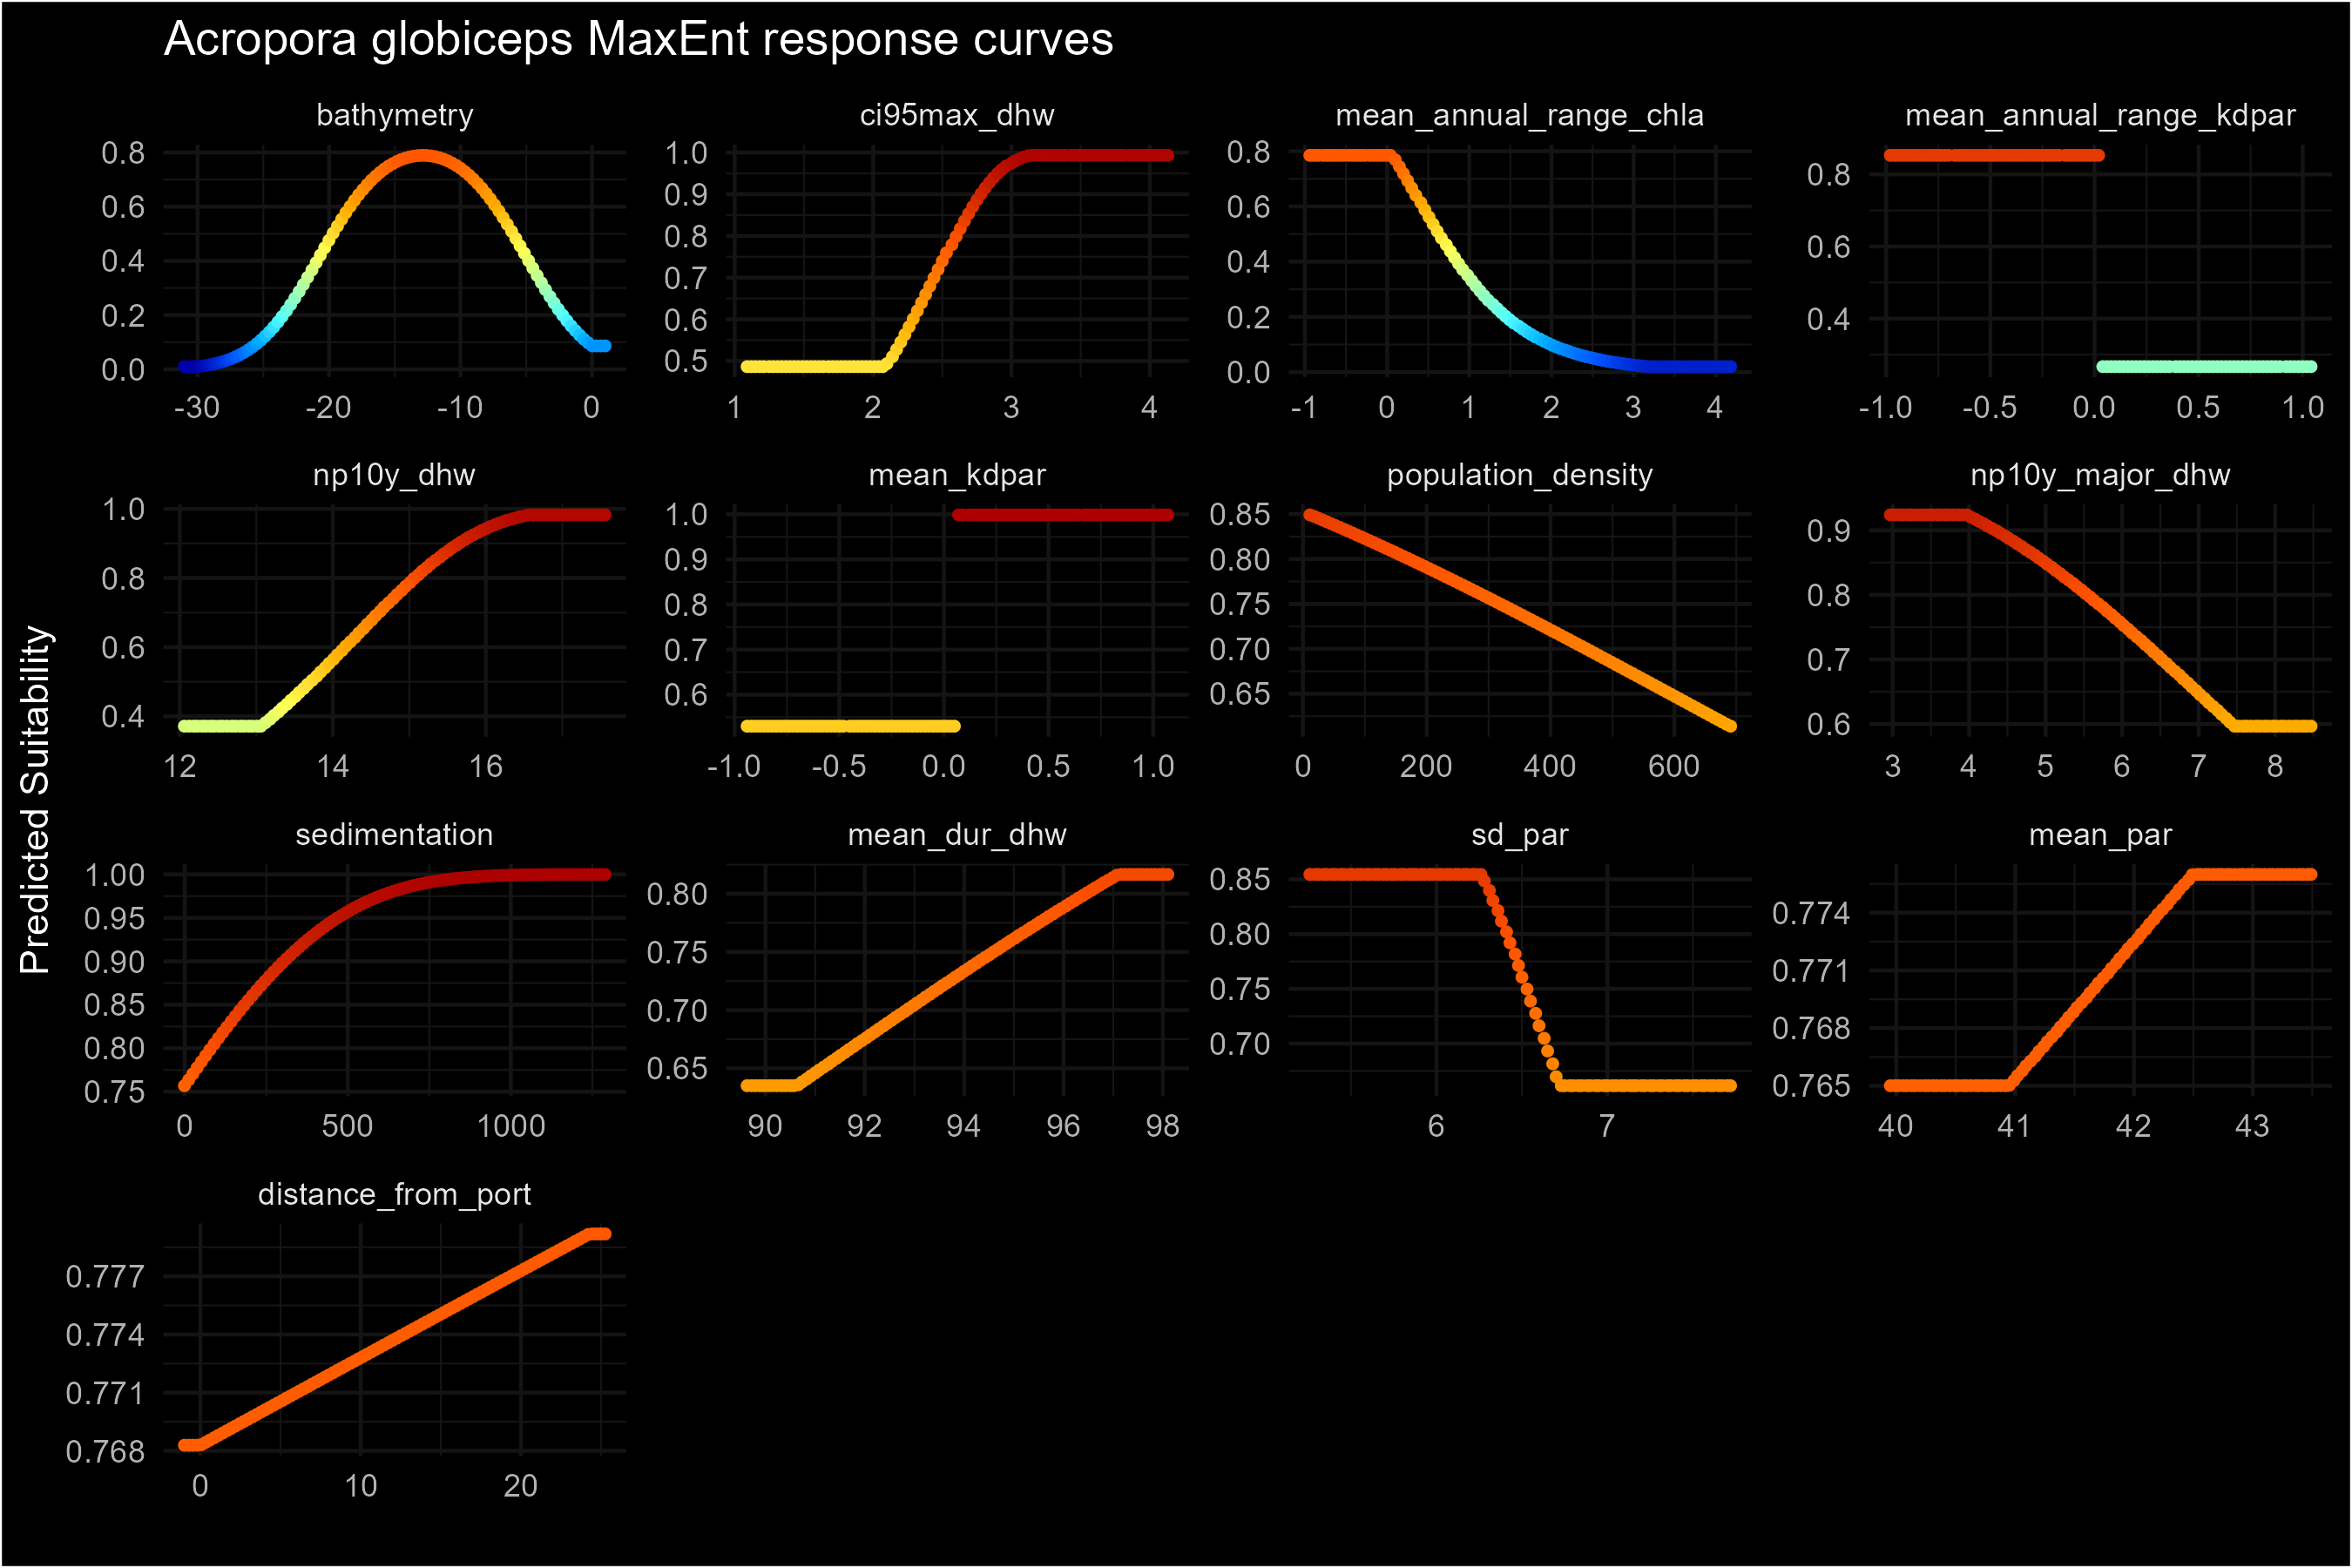 Acropora globiceps MaxEnt response curves
Predicted Suitability
bathymetry
0.8
0.6
0.4
0.2
0.0
-30 -20 -10 0
ci95max_dhw
1.0
0.9
0.8
0.7
0.6
0.5
1 2 3 4
mean_annual_range_chla
0.8
0.6
0.4
0.2
0.0
-1 0 1 2 3 4
mean_annual_range_kdpar
0.8
0.6
0.4
-1.0 -0.5 0.0 0.5 1.0
np10y_dhw
1.0
0.8
0.6
0.4
12 14 16
mean_kdpar
1.0
0.9
0.8
0.7
0.6
-1.0 -0.5 0.0 0.5 1.0
population_density
0.85
0.80
0.75
0.70
0.65
0 200 400 600
np10y_major_dhw
0.9
0.8
0.7
0.6
3 4 5 6 7 8
sedimentation
1.00
0.95
0.90
0.85
0.80
0.75
0 500 1000
mean_dur_dhw
0.80
0.75
0.70
0.65
90 92 94 96 98
sd_par
0.85
0.80
0.75
0.70
6 7
mean_par
0.774
0.771
0.768
0.765
40 41 42 43
distance_from_port
0.777
0.774
0.771
0.768
0 10 20